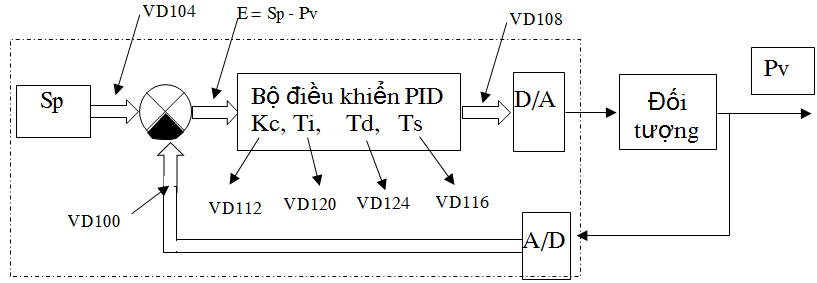 VD104
E = Sp - Pv
VD108
Sp
Bộ điều khiển PID
Kc, Ti, Td, Ts
D/A
Đối
tượng
Pv
VD112
VD120
VD124
VD116
VD100
A/D